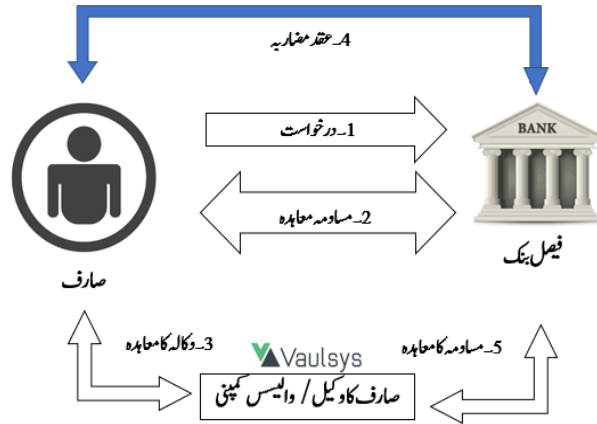 4۔عقد مضاربہ
1۔درخواست
BANK
2۔مساومہ معاہدہ
فیصل بنک
صارف
3۔وکالہ کا معاہدہ
Vaulsys
5۔مساومہ کا معاہدہ
صارف کا وکیل / والیسس کمپنی